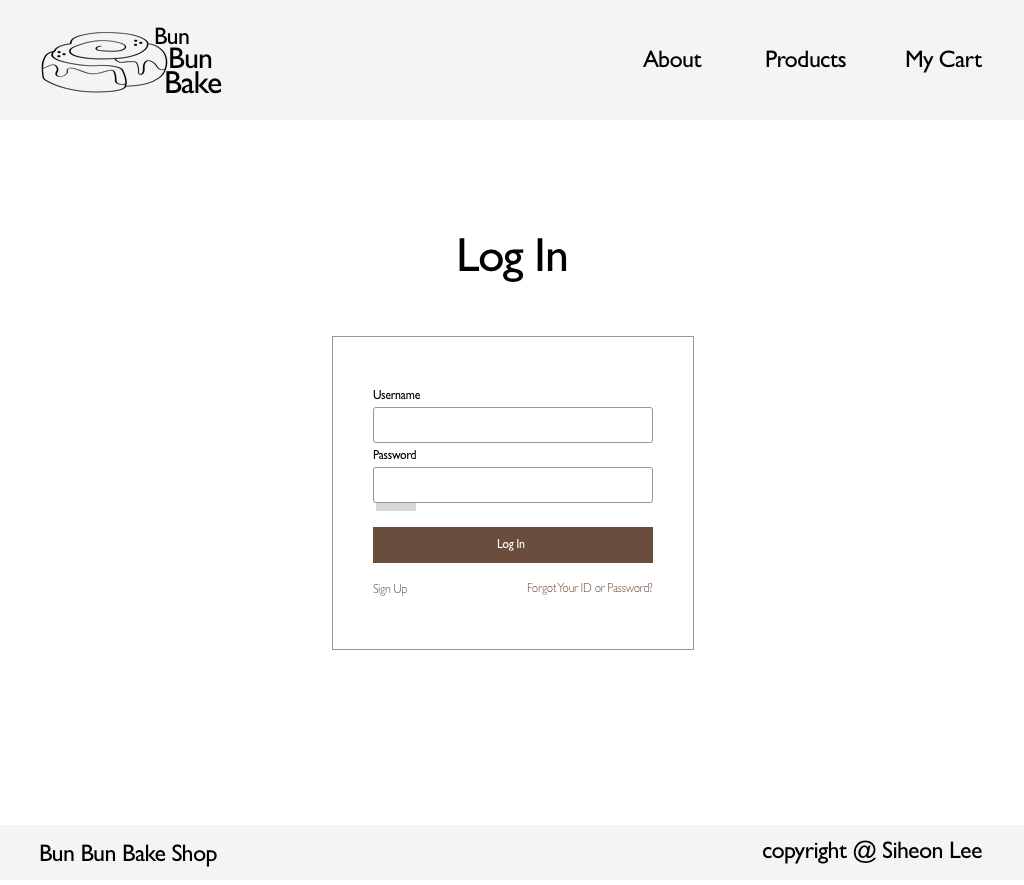 Bun
Bun
Bake
About
Products
My Cart
Log In
Username
Password
Log In
Sign Up
Forgot Your ID or Password?
Bun Bun Bake Shop
copyright @ Siheon Lee